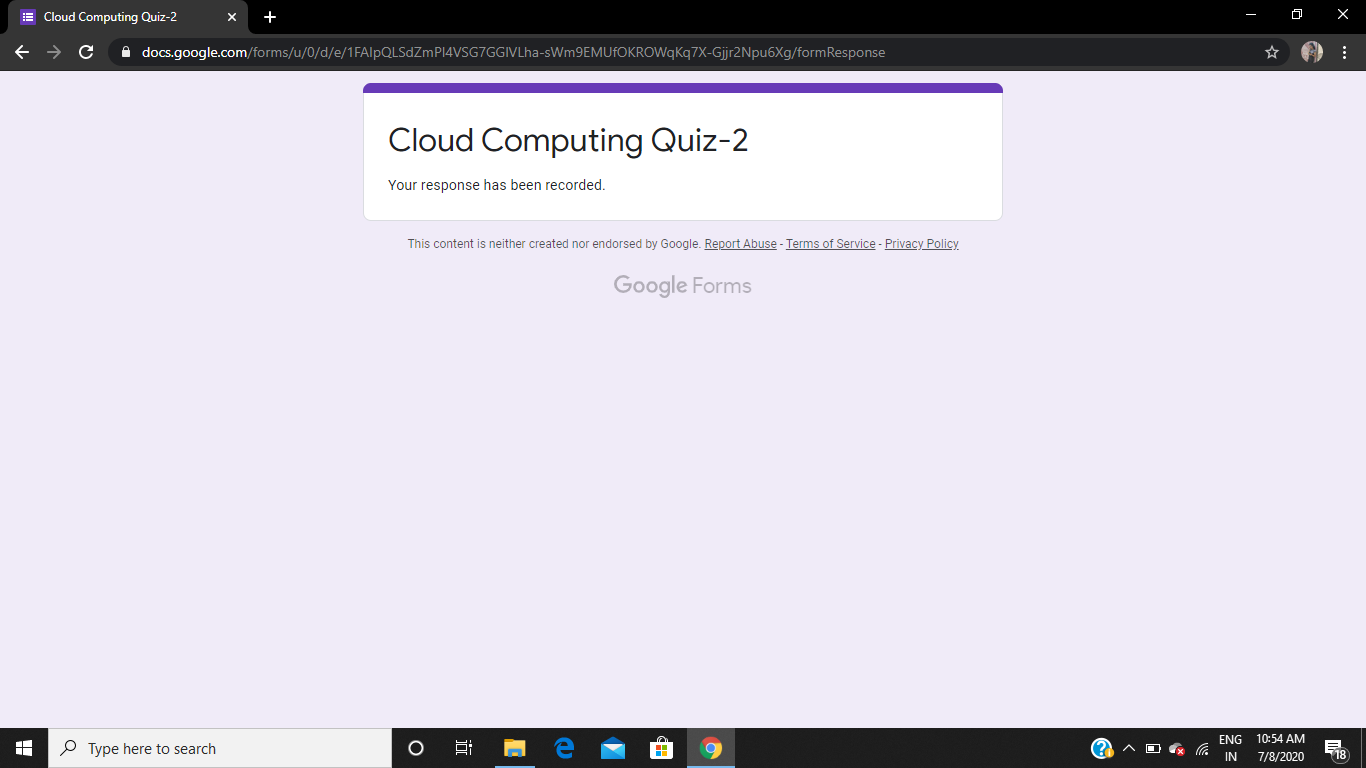 Cloud Computing Quiz-2
docs.google.com/forms/u/0/d/e/1FAIpQLSdZmPl4VSG7GGlVLha-sWm9EMUfOKROWqKq7X-Gjjr2Npu6Xg/formResponse
Cloud Computing Quiz-2
Your response has been recorded.
This content is neither created nor endorsed by Google. Report Abuse - Terms of Service - Privacy Policy
Google Forms
Type here to search
ENG
IN
10:54 AM
7/8/2020
18